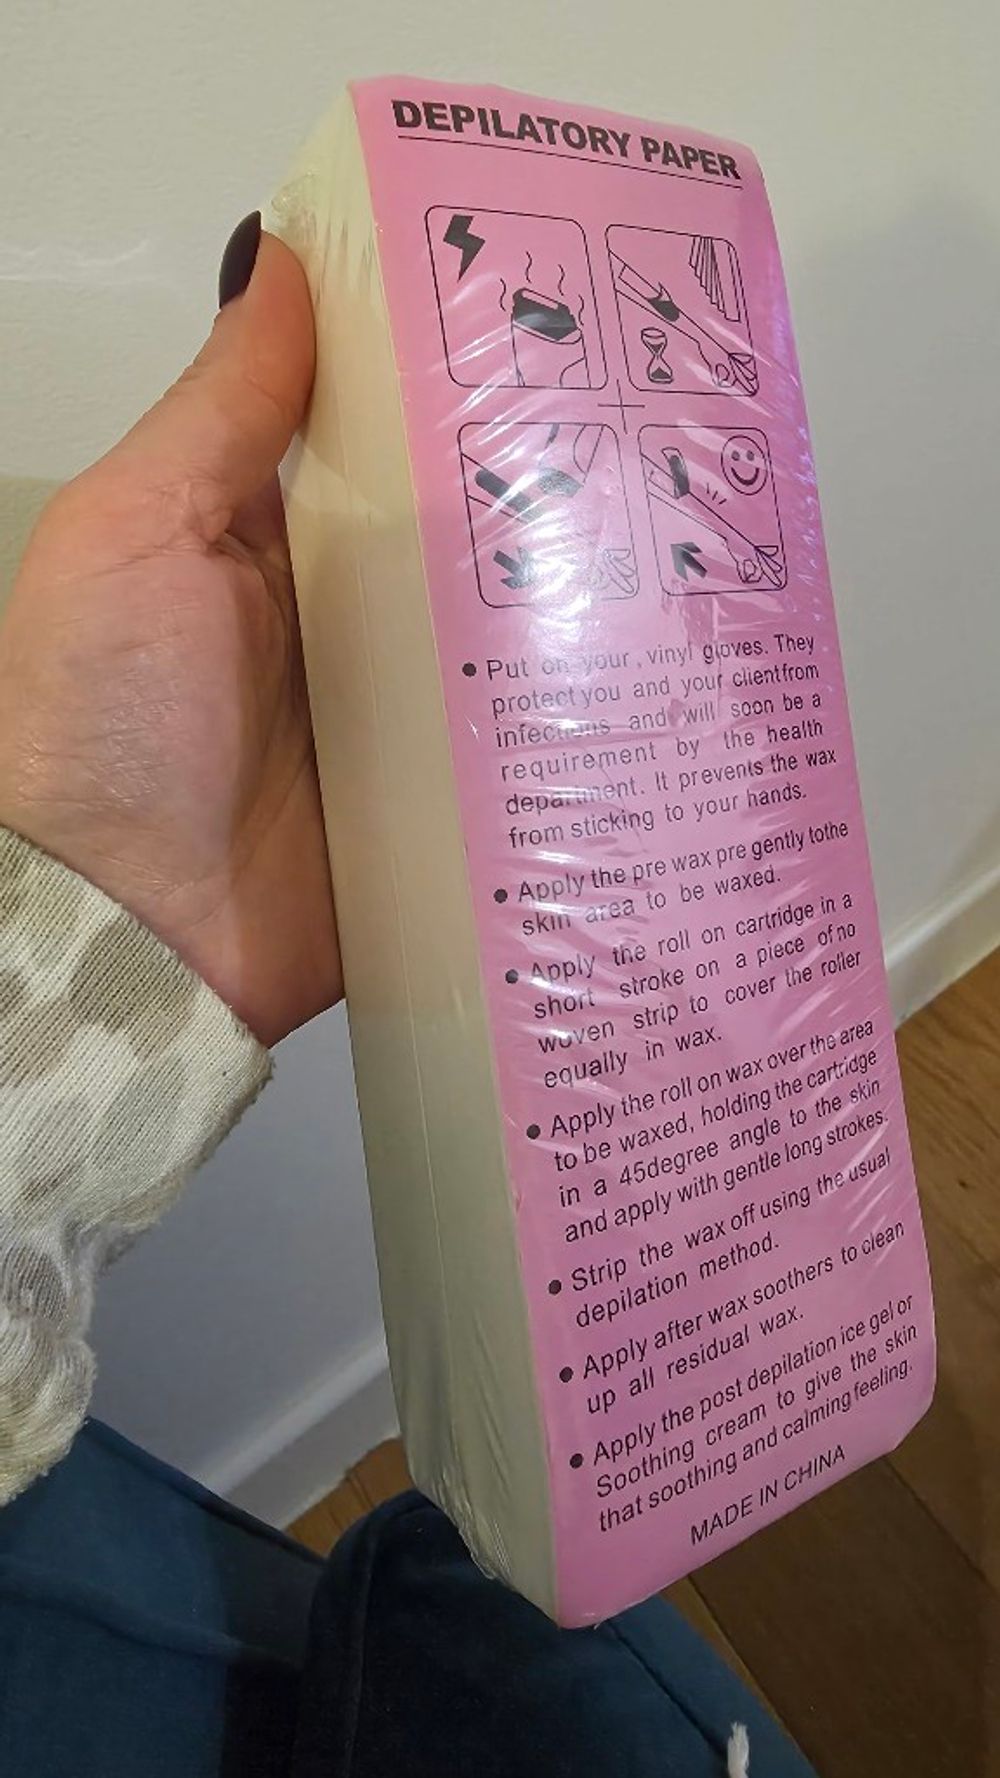 DEPILATORY PAPER
● Put on your , vinyl gloves. They
protect you and your clientfrom
infections and will soon be a
requirement by the health
department. It prevents the wax
from sticking to your hands.
● Apply the pre wax pre gently tothe
skin area to be waxed.
● Apply the roll on cartridge in a
short stroke on a piece of no
woven strip to cover the roller
equally in wax.
● Apply the roll on wax over the area
to be waxed, holding the cartridge
in a 45degree angle to the skin
and apply with gentle long strokes.
● Strip the wax off using the usual
depilation method.
● Apply after wax soothers to clean
up all residual wax.
● Apply the post depilation ice gel or
Soothing cream to give the skin
that soothing and calming feeling.
MADE IN CHINA